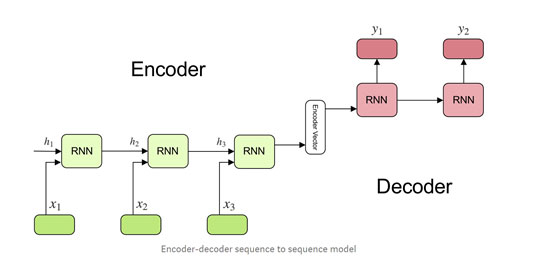 y1
y2
Encoder
RNN
RNN
Encoder Vector
h1
RNN
h2
RNN
h3
RNN
Decoder
x1
x2
x3
Encoder-decoder sequence to sequence model